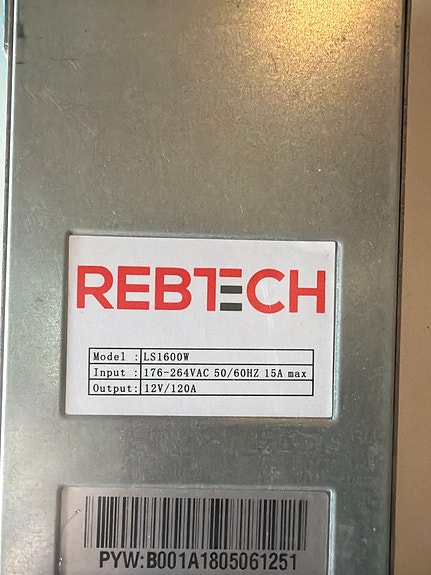 REBTECH
Model : LS1600W
Input : 176-264VAC 50/60HZ 15A max
Output: 12V/120A
PYW:B001A1805061251